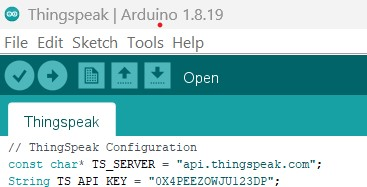 Thingspeak | Arduino 1.8.19
File Edit Sketch Tools Help
Open
Thingspeak
// ThingSpeak Configuration
const char* TS_SERVER = "api.thingspeak.com";
String TS_API_KEY = "0X4PEEZOWJU123DP";